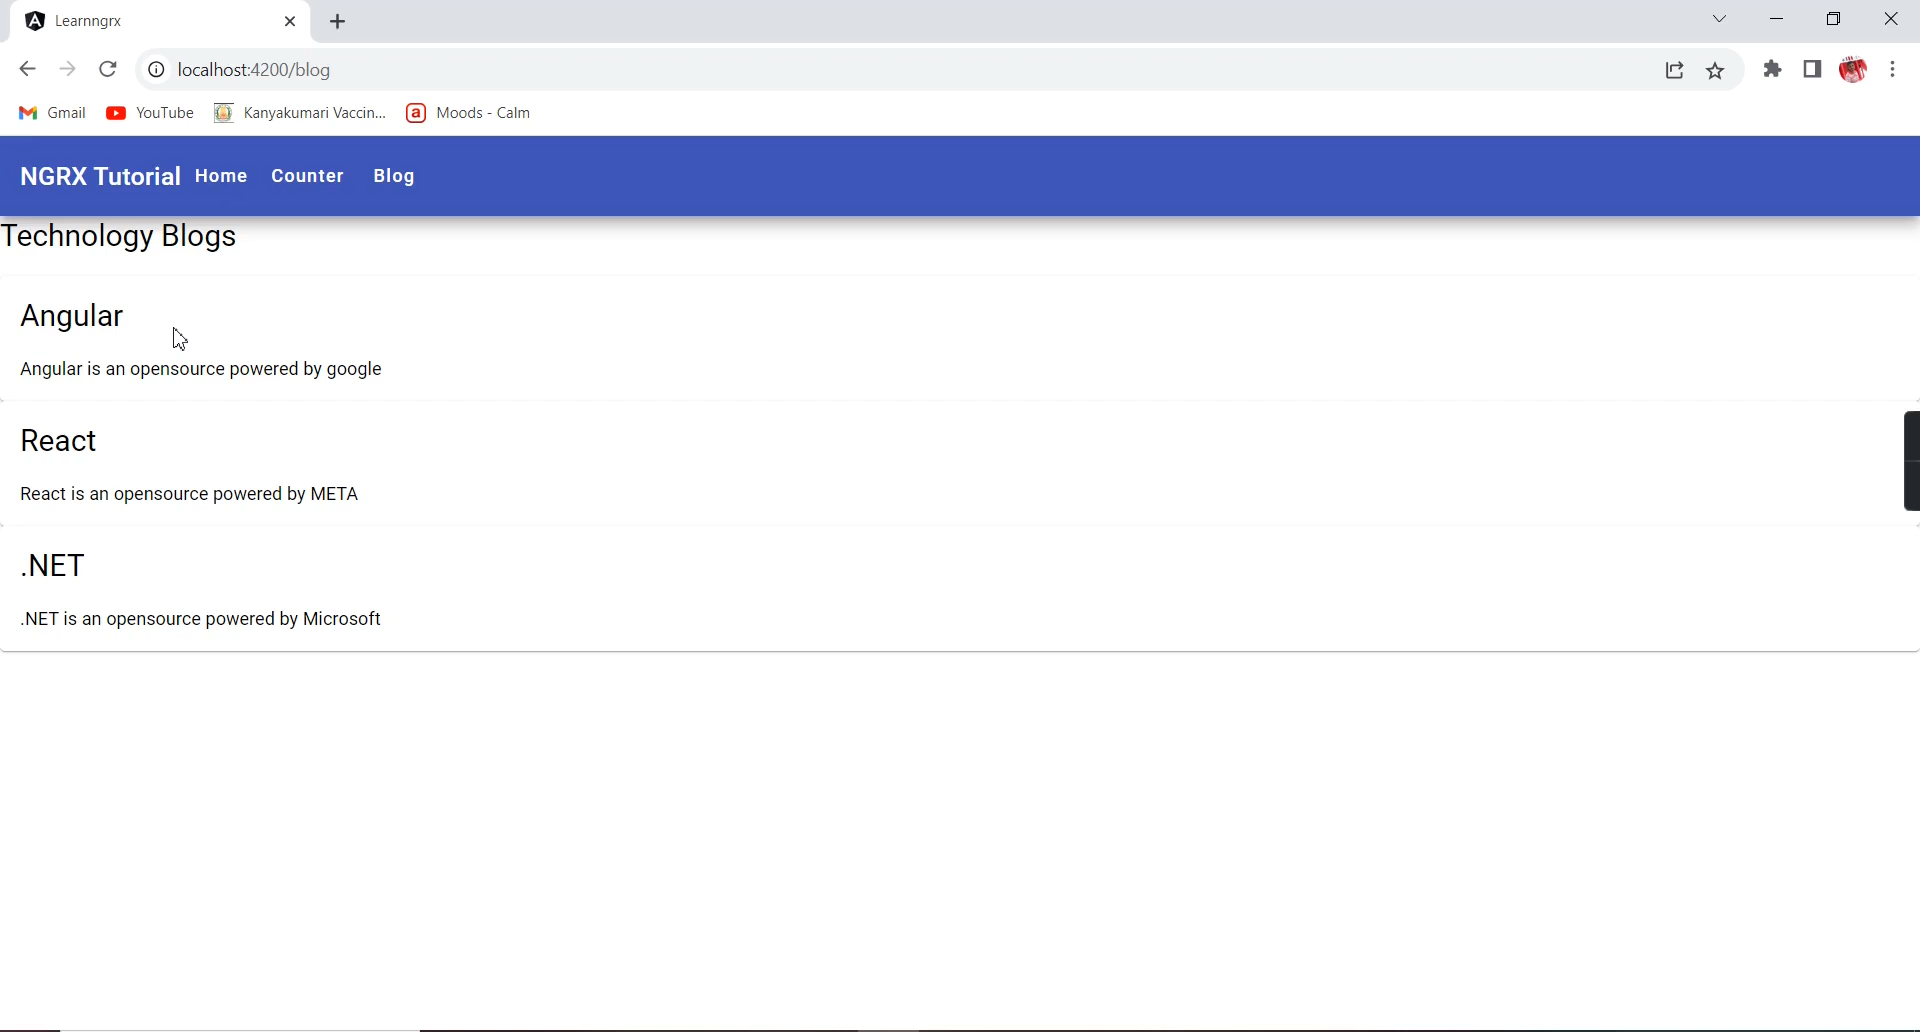 Learnngrx
localhost:4200/blog
Gmail YouTube Kanyakumari Vaccin... Moods - Calm
NGRX Tutorial Home Counter Blog
Technology Blogs
Angular
Angular is an opensource powered by google
React
React is an opensource powered by META
.NET
.NET is an opensource powered by Microsoft